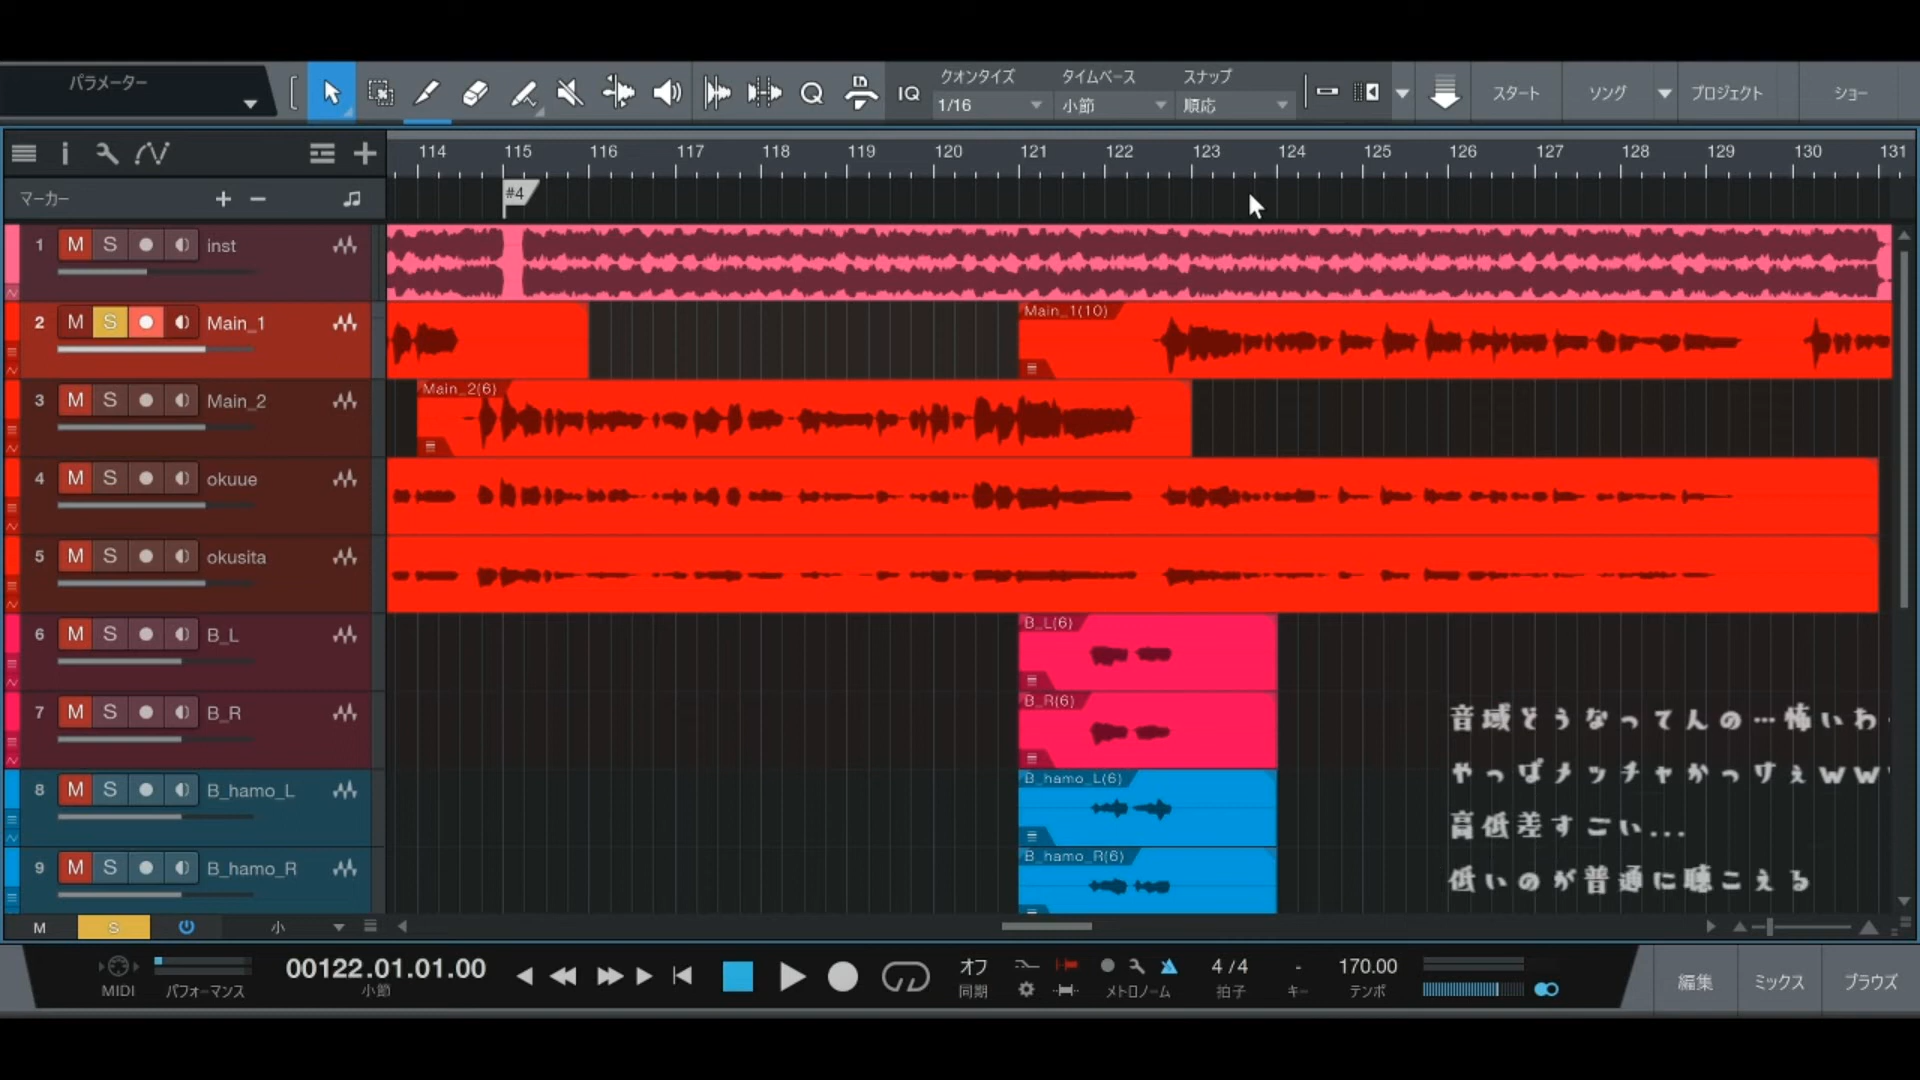 パラメーター
IQ
クオンタイズ
1/16
タイムベース
小節
スナップ
順応
スタート
ソング
プロジェクト
ショー
114 115 116 117 118 119 120 121 122 123 124 125 126 127 128 129 130 131
マーカー
#4
1 M S inst
2 M S Main_1
Main_1(10)
3 M S Main_2
Main_2(6)
4 M S okuue
5 M S okusita
6 M S B_L
B_L(6)
7 M S B_R
B_R(6)
8 M S B_hamo_L
B_hamo_L(6)
9 M S B_hamo_R
B_hamo_R(6)
音域どうなってんの…怖いわ
やっぱメッチャかっけぇww
高低差すごい...
低いのが普通に聴こえる
M S 小
MIDI
パフォーマンス
00122.01.01.00
小節
オフ
同期
メトロノーム
4 / 4
拍子
-
キー
170.00
テンポ
編集
ミックス
ブラウズ